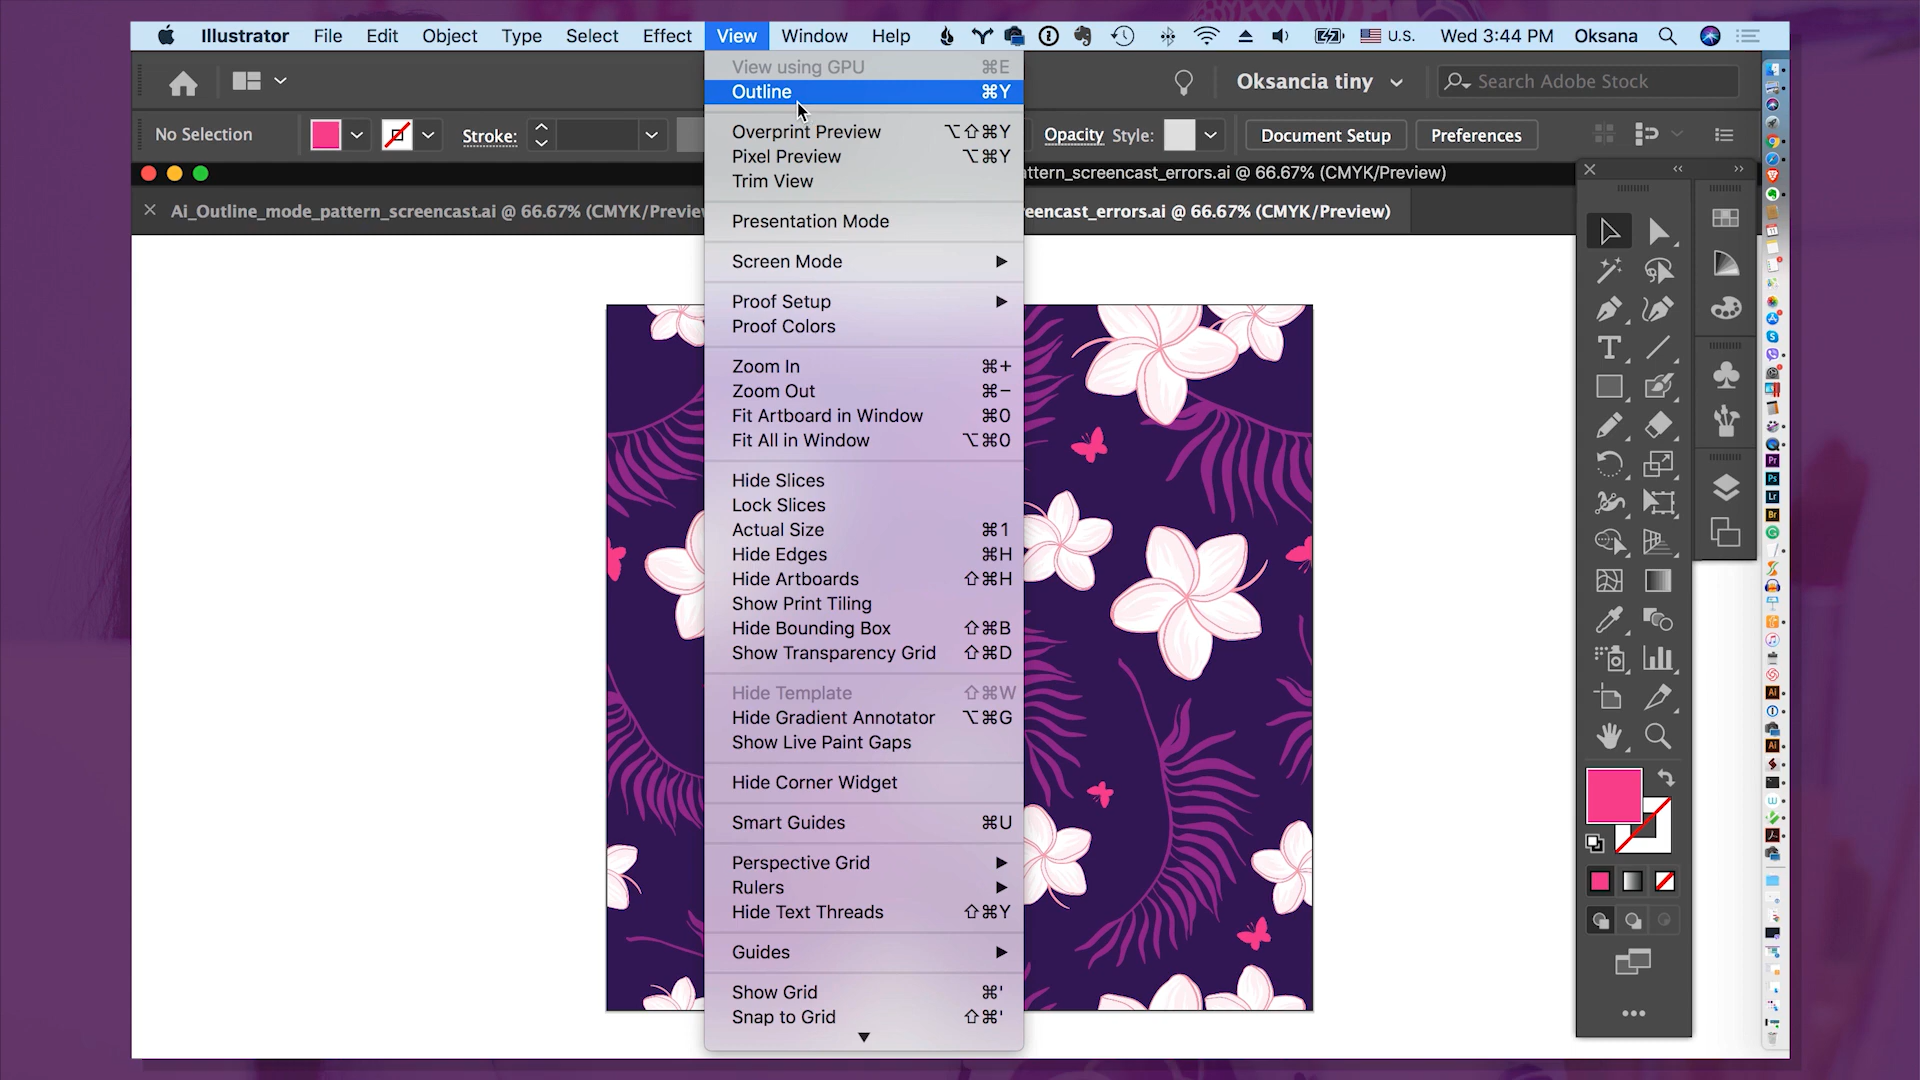 Illustrator File Edit Object Type Select Effect View Window Help U.S. Wed 3:44 PM Oksana
Oksancia tiny Search Adobe Stock
No Selection Stroke: Opacity Style: Document Setup Preferences
View using GPU ⌘E
Outline ⌘Y
Overprint Preview ⌥⇧⌘Y
Pixel Preview ⌥⌘Y
Trim View
Presentation Mode
Screen Mode
Proof Setup
Proof Colors
Zoom In ⌘+
Zoom Out ⌘−
Fit Artboard in Window ⌘0
Fit All in Window ⌥⌘0
Hide Slices
Lock Slices
Actual Size ⌘1
Hide Edges ⌘H
Hide Artboards ⇧⌘H
Show Print Tiling
Hide Bounding Box ⇧⌘B
Show Transparency Grid ⇧⌘D
Hide Template ⇧⌘W
Hide Gradient Annotator ⌥⌘G
Show Live Paint Gaps
Hide Corner Widget
Smart Guides ⌘U
Perspective Grid
Rulers
Hide Text Threads ⇧⌘Y
Guides
Show Grid ⌘'
Snap to Grid ⇧⌘'
ttern_screencast_errors.ai @ 66.67% (CMYK/Preview)
Ai_Outline_mode_pattern_screencast.ai @ 66.67% (CMYK/Previe
eencast_errors.ai @ 66.67% (CMYK/Preview)
T
Pr
Ps
Lr
Br
Ai
Ai